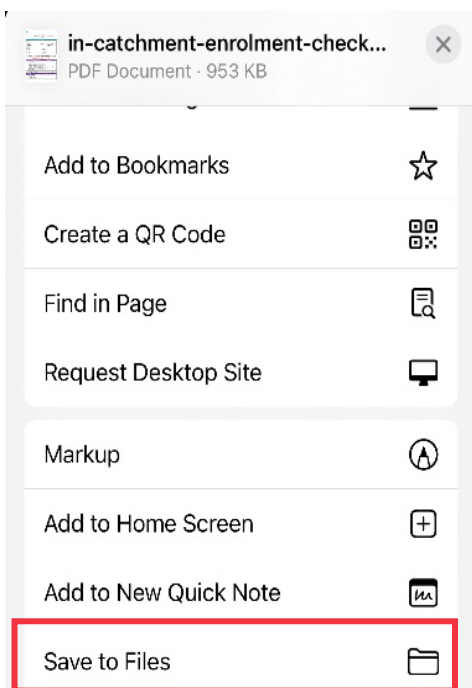 in-catchment-enrolment-check...
PDF Document · 953 KB
Add to Bookmarks
Create a QR Code
Find in Page
Request Desktop Site
Markup
Add to Home Screen
Add to New Quick Note
Save to Files